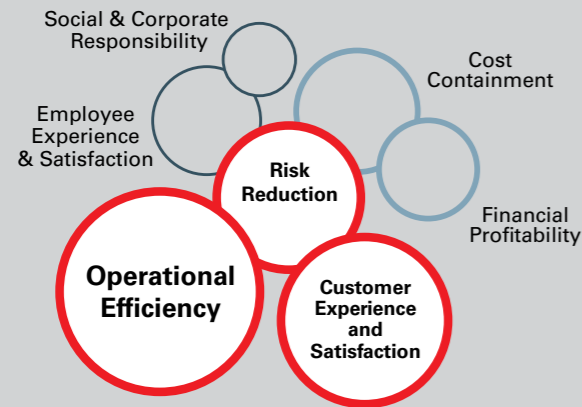 Social & Corporate
Responsibility
Cost
Containment
Employee
Experience
& Satisfaction
Risk
Reduction
Financial
Profitability
Operational
Efficiency
Customer
Experience
and
Satisfaction